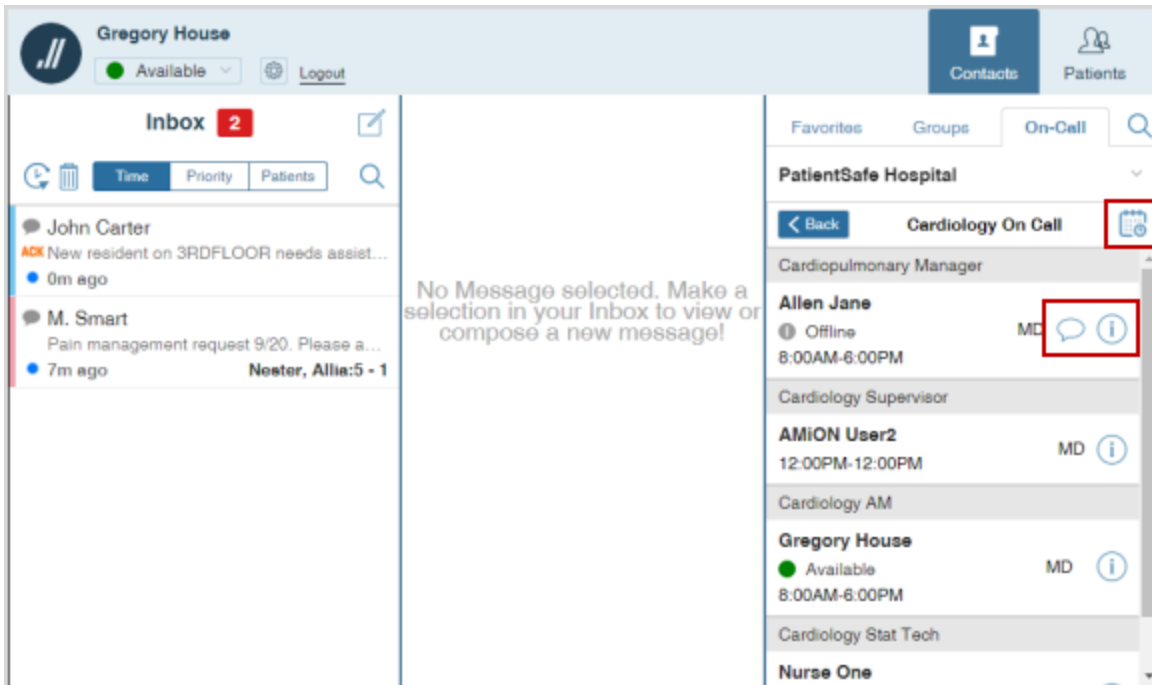 Gregory House
Available
Logout
Contacts
Patients
Inbox 2
Time Priority Patients
John Carter
ACK New resident on 3RDFLOOR needs assist...
0m ago
M. Smart
Pain management request 9/20. Please a...
7m ago Nester, Allia:5 - 1
No Message selected. Make a
selection in your Inbox to view or
compose a new message!
Favorites Groups On-Call
PatientSafe Hospital
Back Cardiology On Call
Cardiopulmonary Manager
Allen Jane
Offline MD
8:00AM-6:00PM
Cardiology Supervisor
AMiON User2
MD
12:00PM-12:00PM
Cardiology AM
Gregory House
Available MD
8:00AM-6:00PM
Cardiology Stat Tech
Nurse One